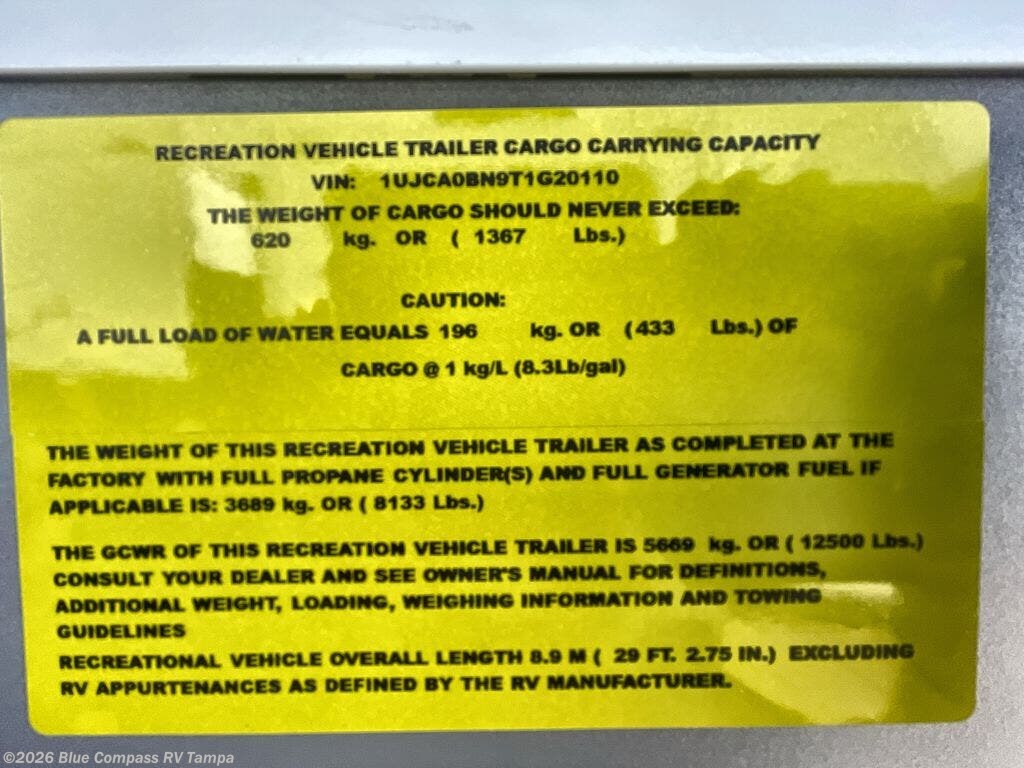 RECREATION VEHICLE TRAILER CARGO CARRYING CAPACITY
VIN: 1UJCA0BN9T1G20110
THE WEIGHT OF CARGO SHOULD NEVER EXCEED:
620 kg. OR ( 1367 Lbs.)
CAUTION:
A FULL LOAD OF WATER EQUALS 196 kg. OR (433 Lbs.) OF
CARGO @ 1 kg/L (8.3Lb/gal)
THE WEIGHT OF THIS RECREATION VEHICLE TRAILER AS COMPLETED AT THE
FACTORY WITH FULL PROPANE CYLINDER(S) AND FULL GENERATOR FUEL IF
APPLICABLE IS: 3689 kg. OR ( 8133 Lbs.)
THE GCWR OF THIS RECREATION VEHICLE TRAILER IS 5669 kg. OR ( 12500 Lbs.)
CONSULT YOUR DEALER AND SEE OWNER'S MANUAL FOR DEFINITIONS,
ADDITIONAL WEIGHT, LOADING, WEIGHING INFORMATION AND TOWING
GUIDELINES
RECREATIONAL VEHICLE OVERALL LENGTH 8.9 M ( 29 FT. 2.75 IN.) EXCLUDING
RV APPURTENANCES AS DEFINED BY THE RV MANUFACTURER.
©2026 Blue Compass RV Tampa